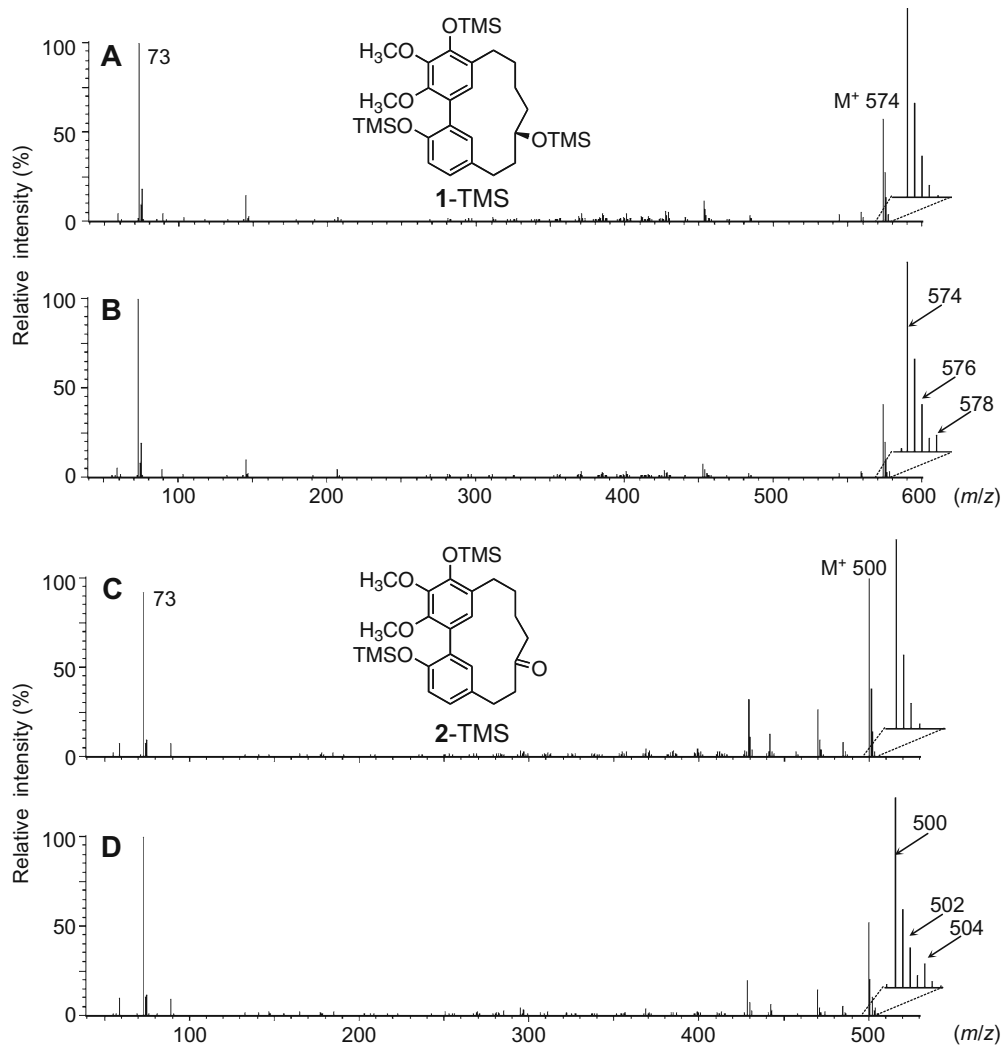 A
Relative intensity (%)
100
50
0
73
OTMS
H₃CO
H₃CO
TMSO
OTMS
1-TMS
M⁺ 574
B
100
50
0
574
576
578
100 200 300 400 500 600 (m/z)
C
Relative intensity (%)
100
50
0
73
OTMS
H₃CO
H₃CO
TMSO
O
2-TMS
M⁺ 500
D
100
50
0
500
502
504
100 200 300 400 500 (m/z)